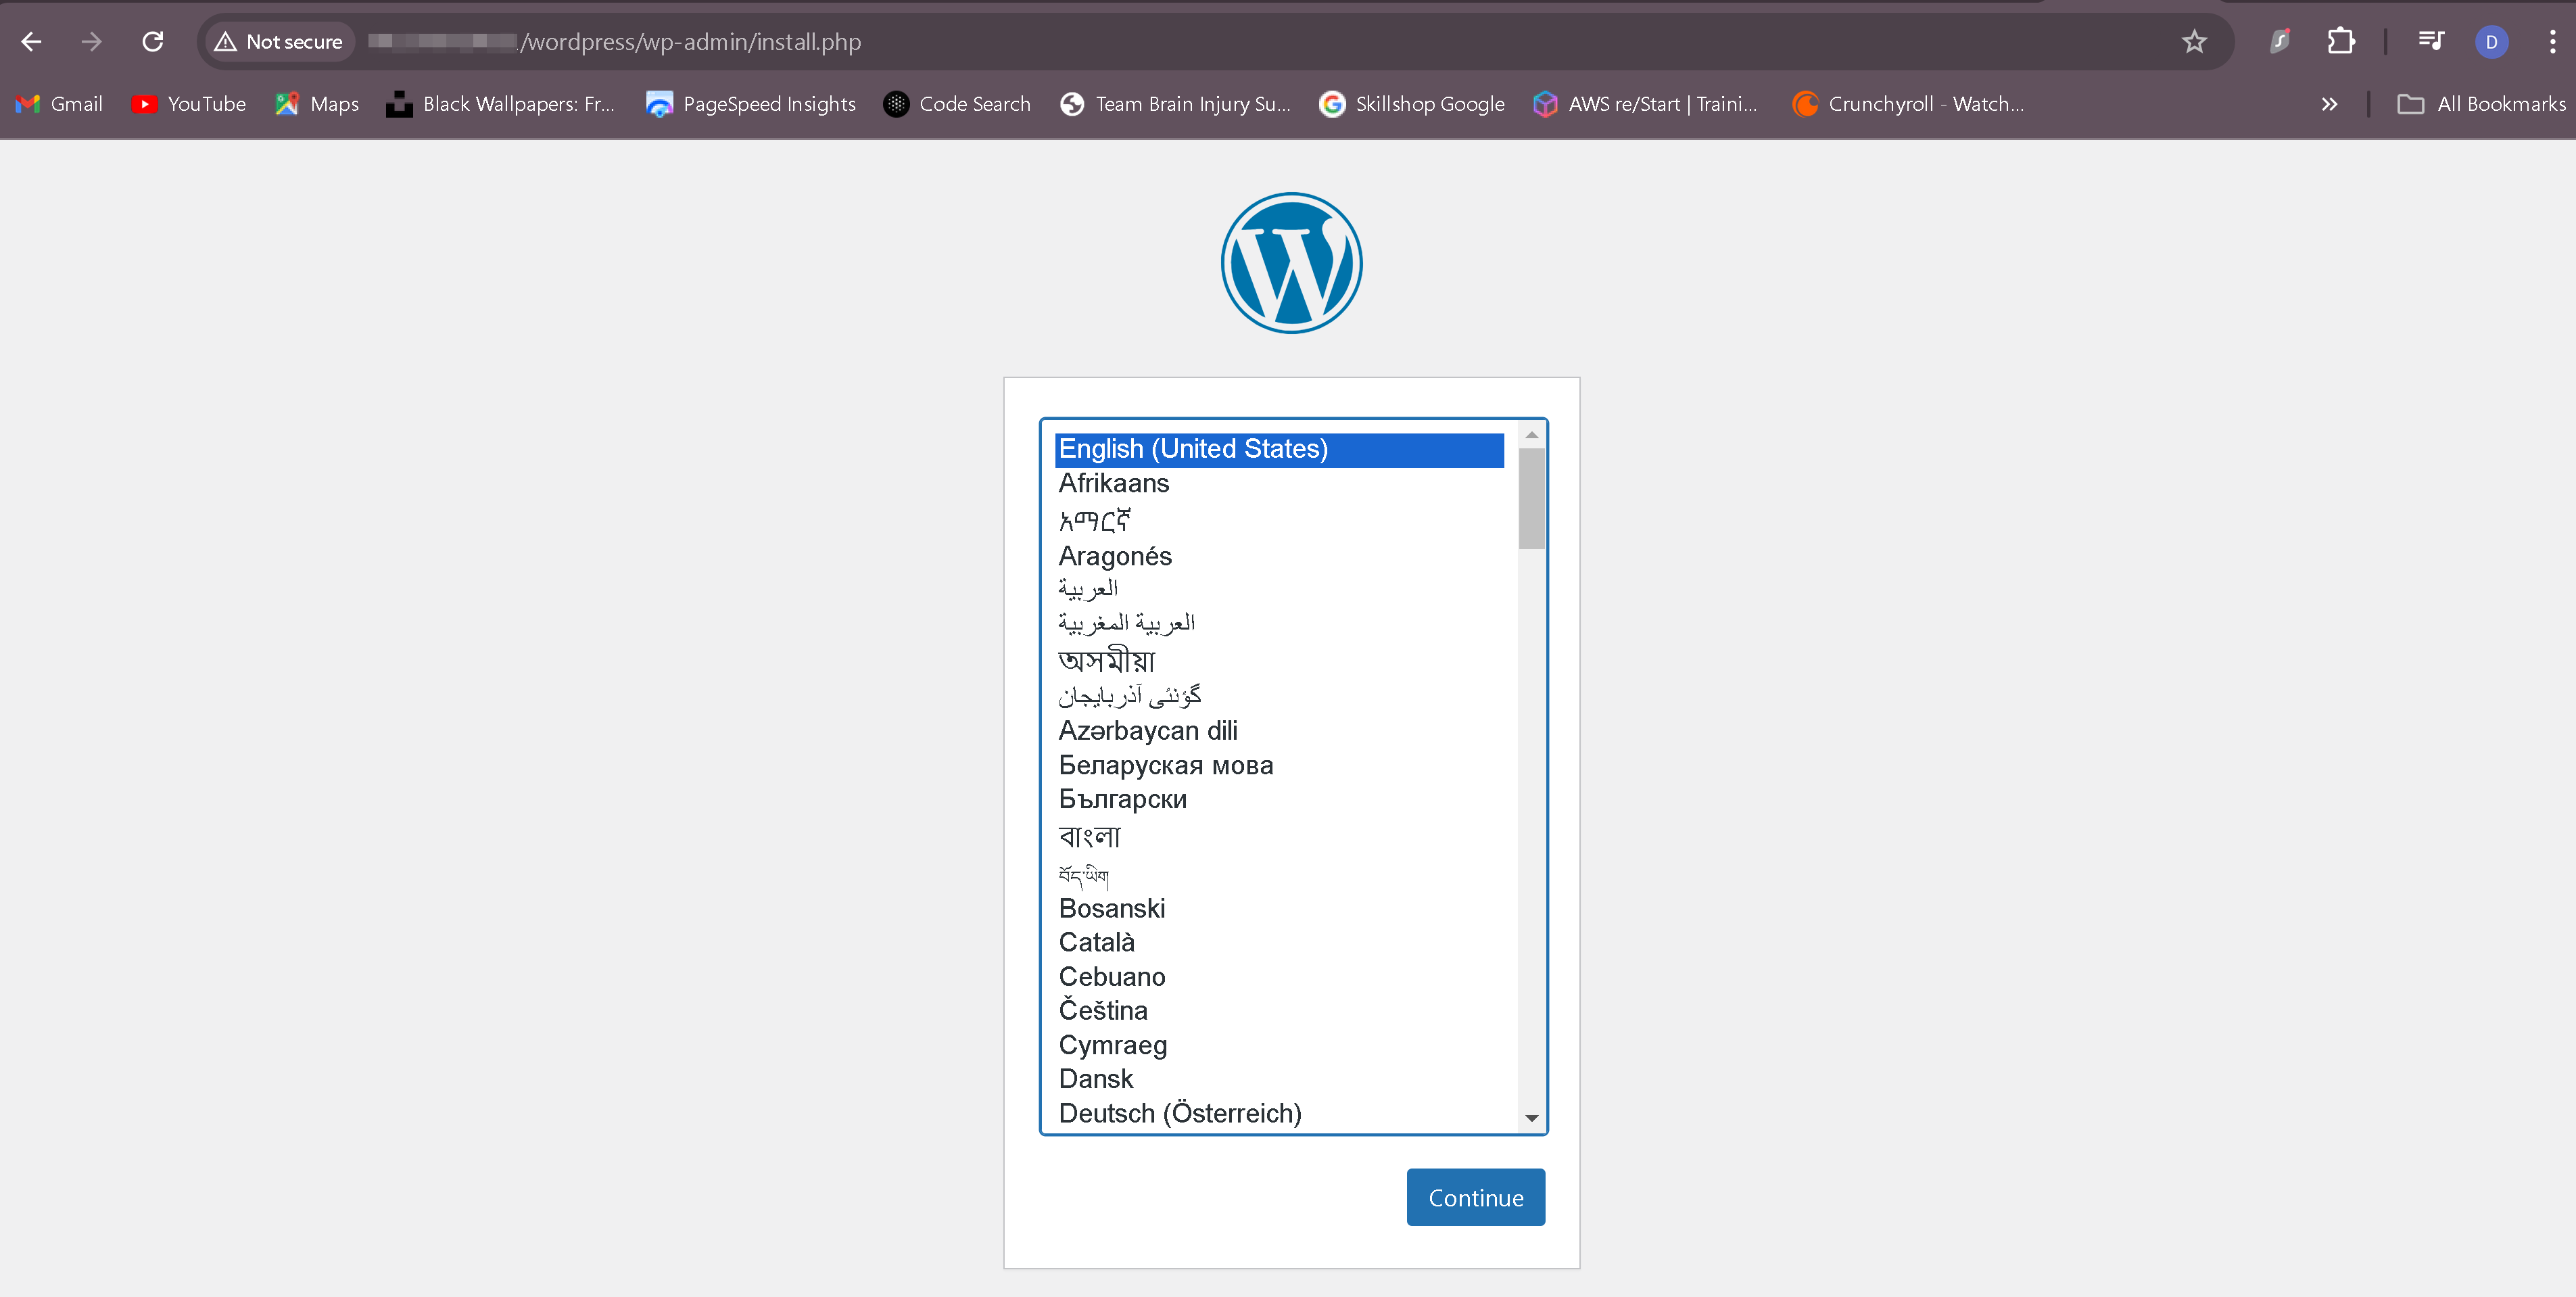 Not secure /wordpress/wp-admin/install.php D
Gmail YouTube Maps Black Wallpapers: Fr... PageSpeed Insights Code Search Team Brain Injury Su... Skillshop Google AWS re/Start | Traini... Crunchyroll - Watch... All Bookmarks
English (United States)
Afrikaans
አማርኛ
Aragonés
العربية
العربية المغربية
অসমীয়া
گؤنئی آذربایجان
Azərbaycan dili
Беларуская мова
Български
বাংলা
བོད་ཡིག
Bosanski
Català
Cebuano
Čeština
Cymraeg
Dansk
Deutsch (Österreich)
Continue